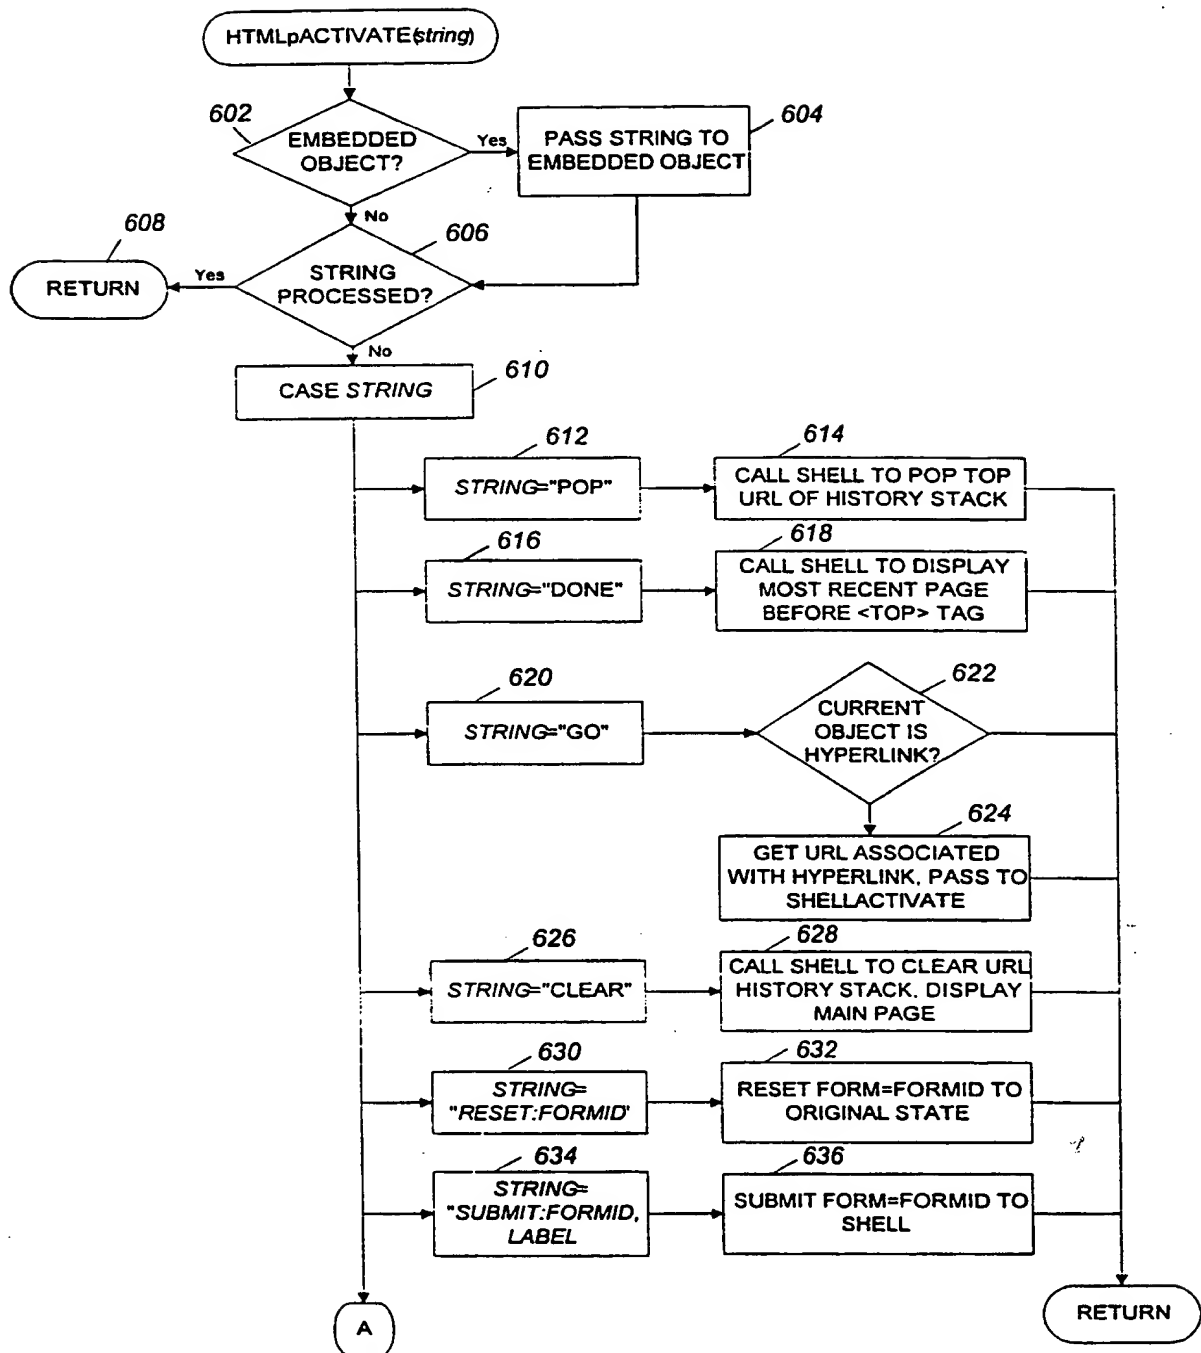 HTMLpACTIVATE(string)
602
EMBEDDED
OBJECT?
Yes
604
PASS STRING TO
EMBEDDED OBJECT
No
608
RETURN
Yes
606
STRING
PROCESSED?
No
610
CASE STRING
612
STRING="POP"
614
CALL SHELL TO POP TOP
URL OF HISTORY STACK
616
STRING="DONE"
618
CALL SHELL TO DISPLAY
MOST RECENT PAGE
BEFORE <TOP> TAG
620
STRING="GO"
622
CURRENT
OBJECT IS
HYPERLINK?
624
GET URL ASSOCIATED
WITH HYPERLINK, PASS TO
SHELLACTIVATE
626
STRING="CLEAR"
628
CALL SHELL TO CLEAR URL
HISTORY STACK. DISPLAY
MAIN PAGE
630
STRING=
"RESET:FORMID'
632
RESET FORM=FORMID TO
ORIGINAL STATE
634
STRING=
"SUBMIT:FORMID,
LABEL
636
SUBMIT FORM=FORMID TO
SHELL
A
RETURN